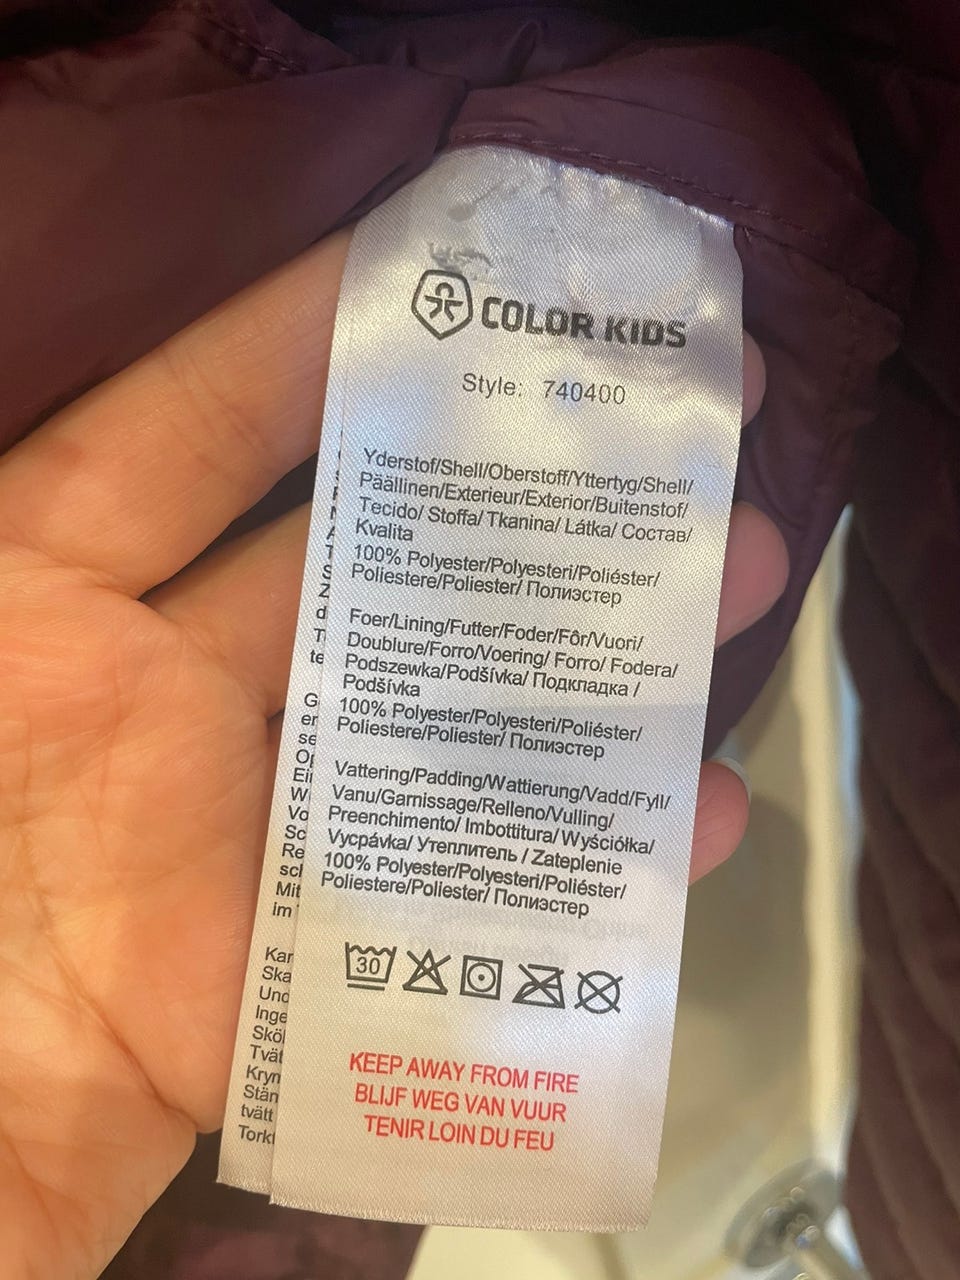 COLOR KIDS
Style: 740400
Yderstof/Shell/Oberstoff/Yttertyg/Shell/
Päällinen/Exterieur/Exterior/Buitenstof/
Tecido/ Stoffa/ Tkanina/ Látka/ Состав/
Kvalita
100% Polyester/Polyesteri/Poliéster/
Poliestere/Poliester/ Полиэстер
Foer/Lining/Futter/Foder/Fôr/Vuori/
Doublure/Forro/Voering/ Forro/ Fodera/
Podszewka/Podšívka/ Подкладка /
Podšívka
100% Polyester/Polyesteri/Poliéster/
Poliestere/Poliester/ Полиэстер
Vattering/Padding/Wattierung/Vadd/Fyll/
Vanu/Garnissage/Relleno/Vulling/
Preenchimento/ Imbottitura/ Wyściółka/
Vycpávka/ Утеплитель / Zateplenie
100% Polyester/Polyesteri/Poliéster/
Poliestere/Poliester/ Полиэстер
30
KEEP AWAY FROM FIRE
BLIJF WEG VAN VUUR
TENIR LOIN DU FEU